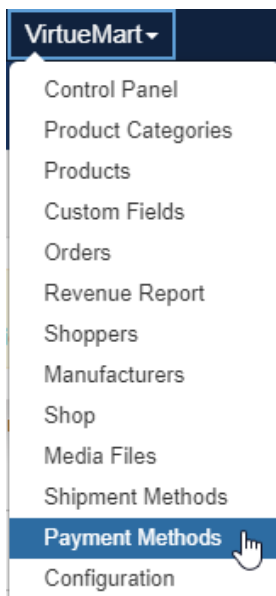 VirtueMart
Control Panel
Product Categories
Products
Custom Fields
Orders
Revenue Report
Shoppers
Manufacturers
Shop
Media Files
Shipment Methods
Payment Methods
Configuration